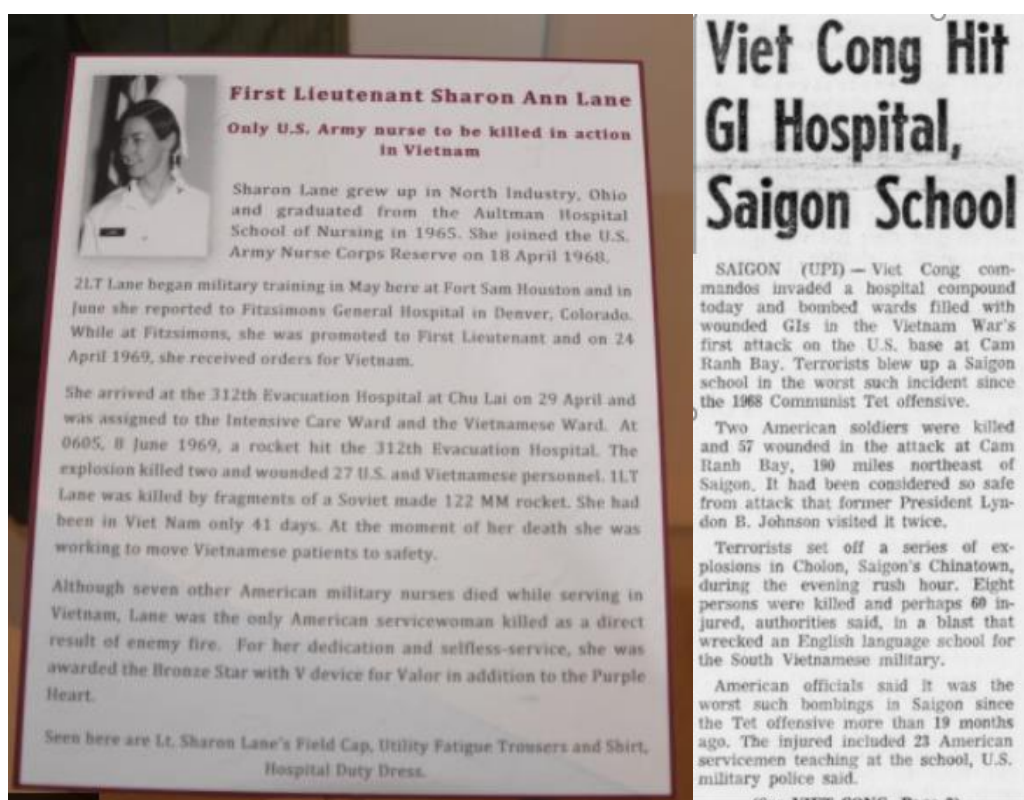 First Lieutenant Sharon Ann Lane
Only U.S. Army nurse to be killed in action
in Vietnam
Sharon Lane grew up in North Industry, Ohio
and graduated from the Aultman Hospital
School of Nursing in 1965. She joined the U.S.
Army Nurse Corps Reserve on 18 April 1968.
2LT Lane began military training in May here at Fort Sam Houston and in
June she reported to Fitzsimons General Hospital in Denver, Colorado.
While at Fitzsimons, she was promoted to First Lieutenant and on 24
April 1969, she received orders for Vietnam.
She arrived at the 312th Evacuation Hospital at Chu Lai on 29 April and
was assigned to the Intensive Care Ward and the Vietnamese Ward. At
0605, 8 June 1969, a rocket hit the 312th Evacuation Hospital. The
explosion killed two and wounded 27 U.S. and Vietnamese personnel. 1LT
Lane was killed by fragments of a Soviet made 122 MM rocket. She had
been in Viet Nam only 41 days. At the moment of her death she was
working to move Vietnamese patients to safety.
Although seven other American military nurses died while serving in
Vietnam, Lane was the only American servicewoman killed as a direct
result of enemy fire. For her dedication and selfless-service, she was
awarded the Bronze Star with V device for Valor in addition to the Purple
Heart.
Seen here are Lt. Sharon Lane's Field Cap, Utility Fatigue Trousers and Shirt,
Hospital Duty Dress.
Viet Cong Hit
GI Hospital,
Saigon School
SAIGON (UPI) — Viet Cong com-
mandos invaded a hospital compound
today and bombed wards filled with
wounded GIs in the Vietnam War's
first attack on the U.S. base at Cam
Ranh Bay. Terrorists blew up a Saigon
school in the worst such incident since
the 1968 Communist Tet offensive.
Two American soldiers were killed
and 57 wounded in the attack at Cam
Ranh Bay, 190 miles northeast of
Saigon. It had been considered so safe
from attack that former President Lyn-
don B. Johnson visited it twice.
Terrorists set off a series of ex-
plosions in Cholon, Saigon's Chinatown,
during the evening rush hour. Eight
persons were killed and perhaps 60 in-
jured, authorities said, in a blast that
wrecked an English language school for
the South Vietnamese military.
American officials said it was the
worst such bombings in Saigon since
the Tet offensive more than 19 months
ago. The injured included 23 American
servicemen teaching at the school, U.S.
military police said.